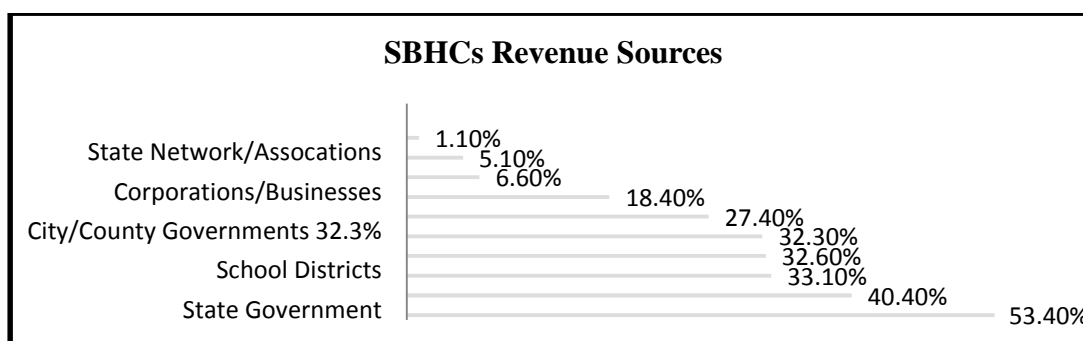 SBHCs Revenue Sources
1.10%
State Network/Assocations
5.10%
6.60%
Corporations/Businesses
18.40%
27.40%
City/County Governments 32.3%
32.30%
32.60%
School Districts
33.10%
40.40%
State Government
53.40%